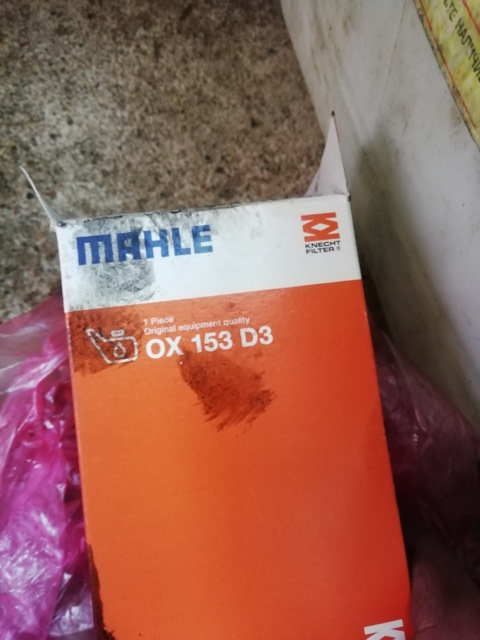 MAHLE
KNECHT
FILTER®
1 Piece
Original equipment quality
OX 153 D3
K